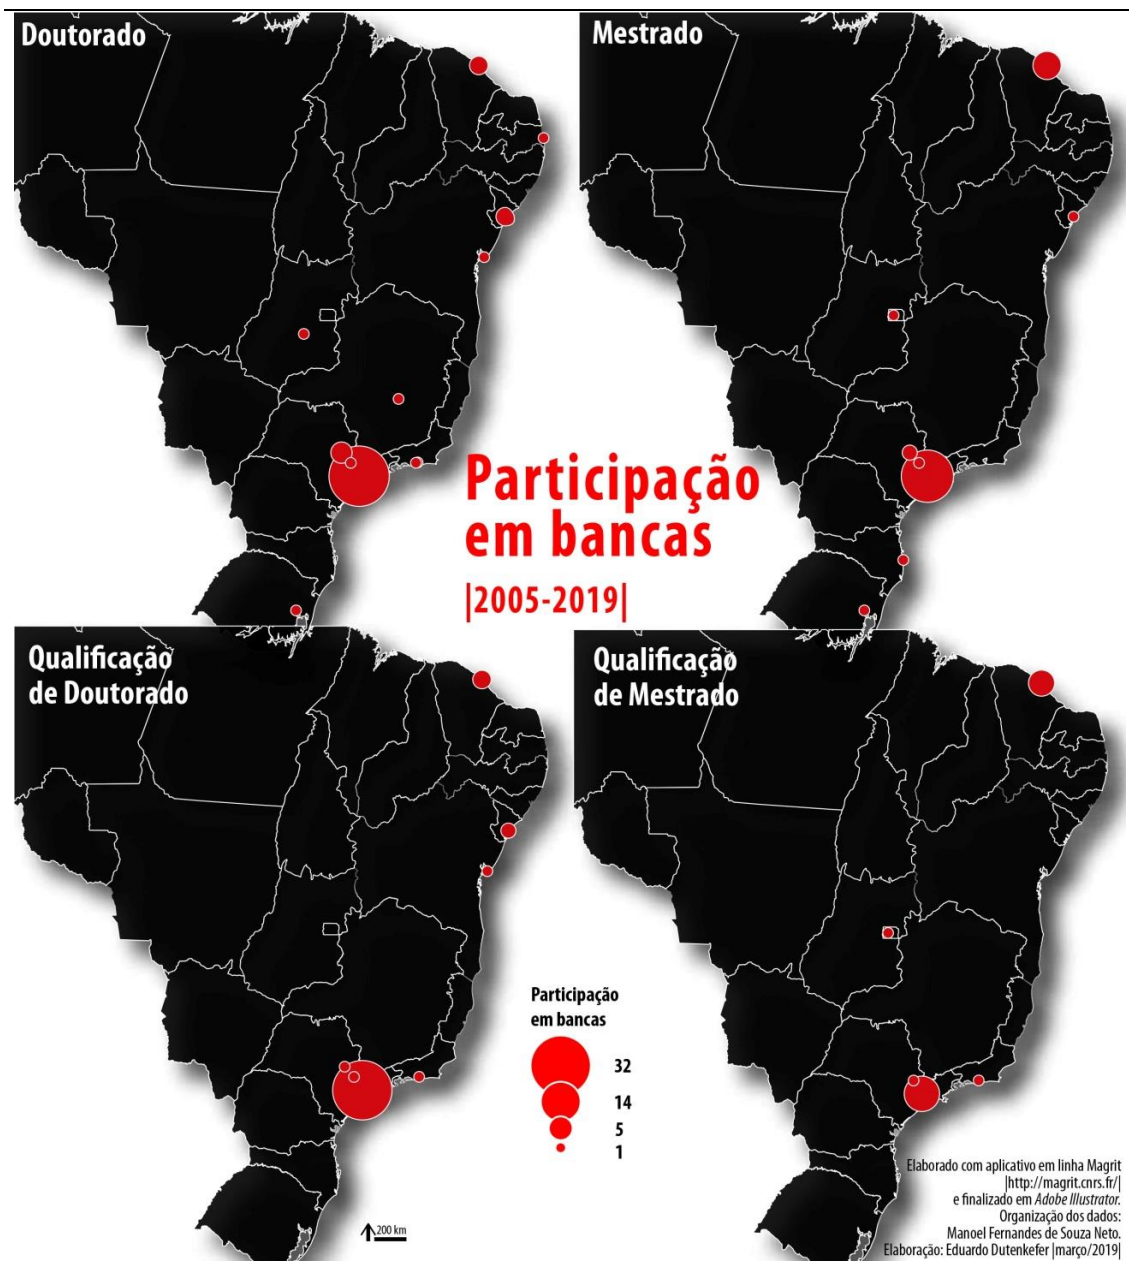 Doutorado
Mestrado
Participação
em bancas
|2005-2019|
Qualificação
de Doutorado
Qualificação
de Mestrado
Participação
em bancas
32
14
5
1
200 km
Elaborado com aplicativo em linha Magrit
|http://magrit.cnrs.fr/|
e finalizado em Adobe Illustrator.
Organização dos dados:
Manoel Fernandes de Souza Neto.
Elaboração: Eduardo Dutenkefer |março/2019|